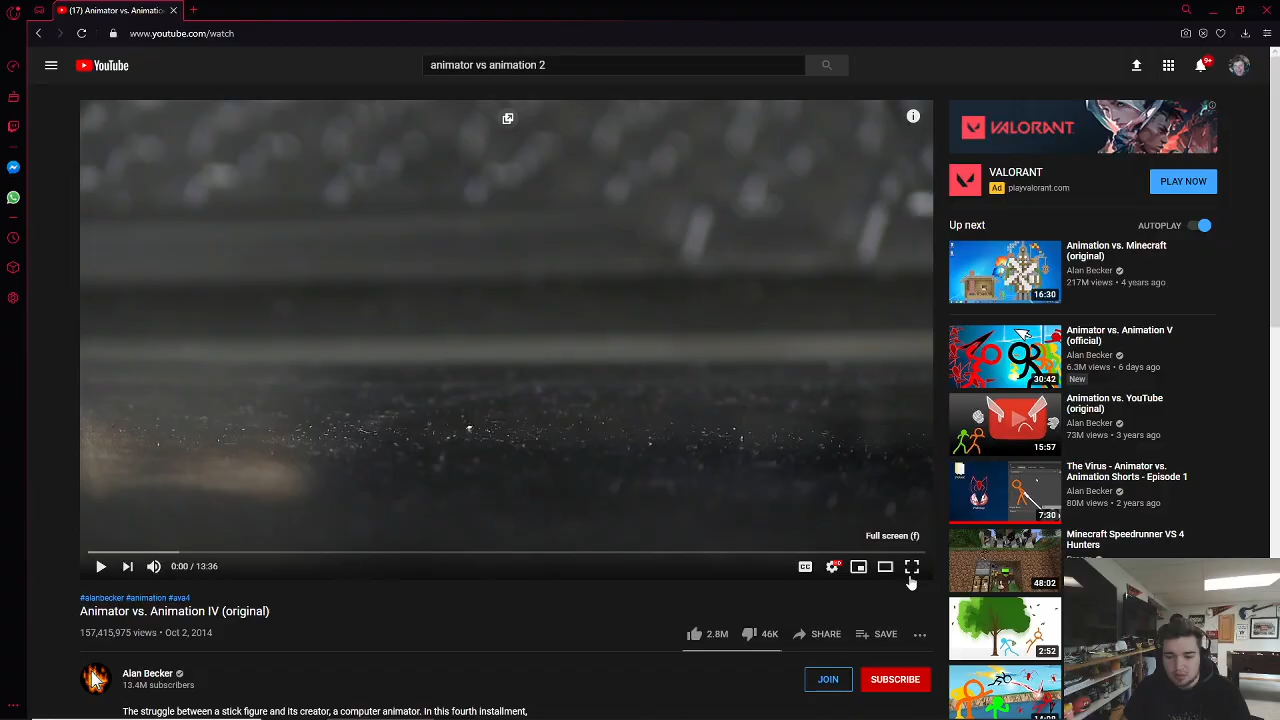 (17) Animator vs. Animatio
www.youtube.com/watch
YouTube
animator vs animation 2
9+
VALORANT
VALORANT
Ad playvalorant.com
PLAY NOW
Up next
AUTOPLAY
Animation vs. Minecraft
(original)
Alan Becker
217M views • 4 years ago
16:30
Animator vs. Animation V
(official)
Alan Becker
6.3M views • 6 days ago
New
30:42
Animation vs. YouTube
(original)
Alan Becker
73M views • 3 years ago
15:57
The Virus - Animator vs.
Animation Shorts - Episode 1
Alan Becker
80M views • 2 years ago
7:30
Minecraft Speedrunner VS 4
Hunters
48:02
2:52
Full screen (f)
0:00 / 13:36
CC
HD
#alanbecker #animation #ava4
Animator vs. Animation IV (original)
157,415,975 views • Oct 2, 2014
2.8M
46K
SHARE
SAVE
Alan Becker
13.4M subscribers
JOIN
SUBSCRIBE
The struggle between a stick figure and its creator, a computer animator. In this fourth installment,